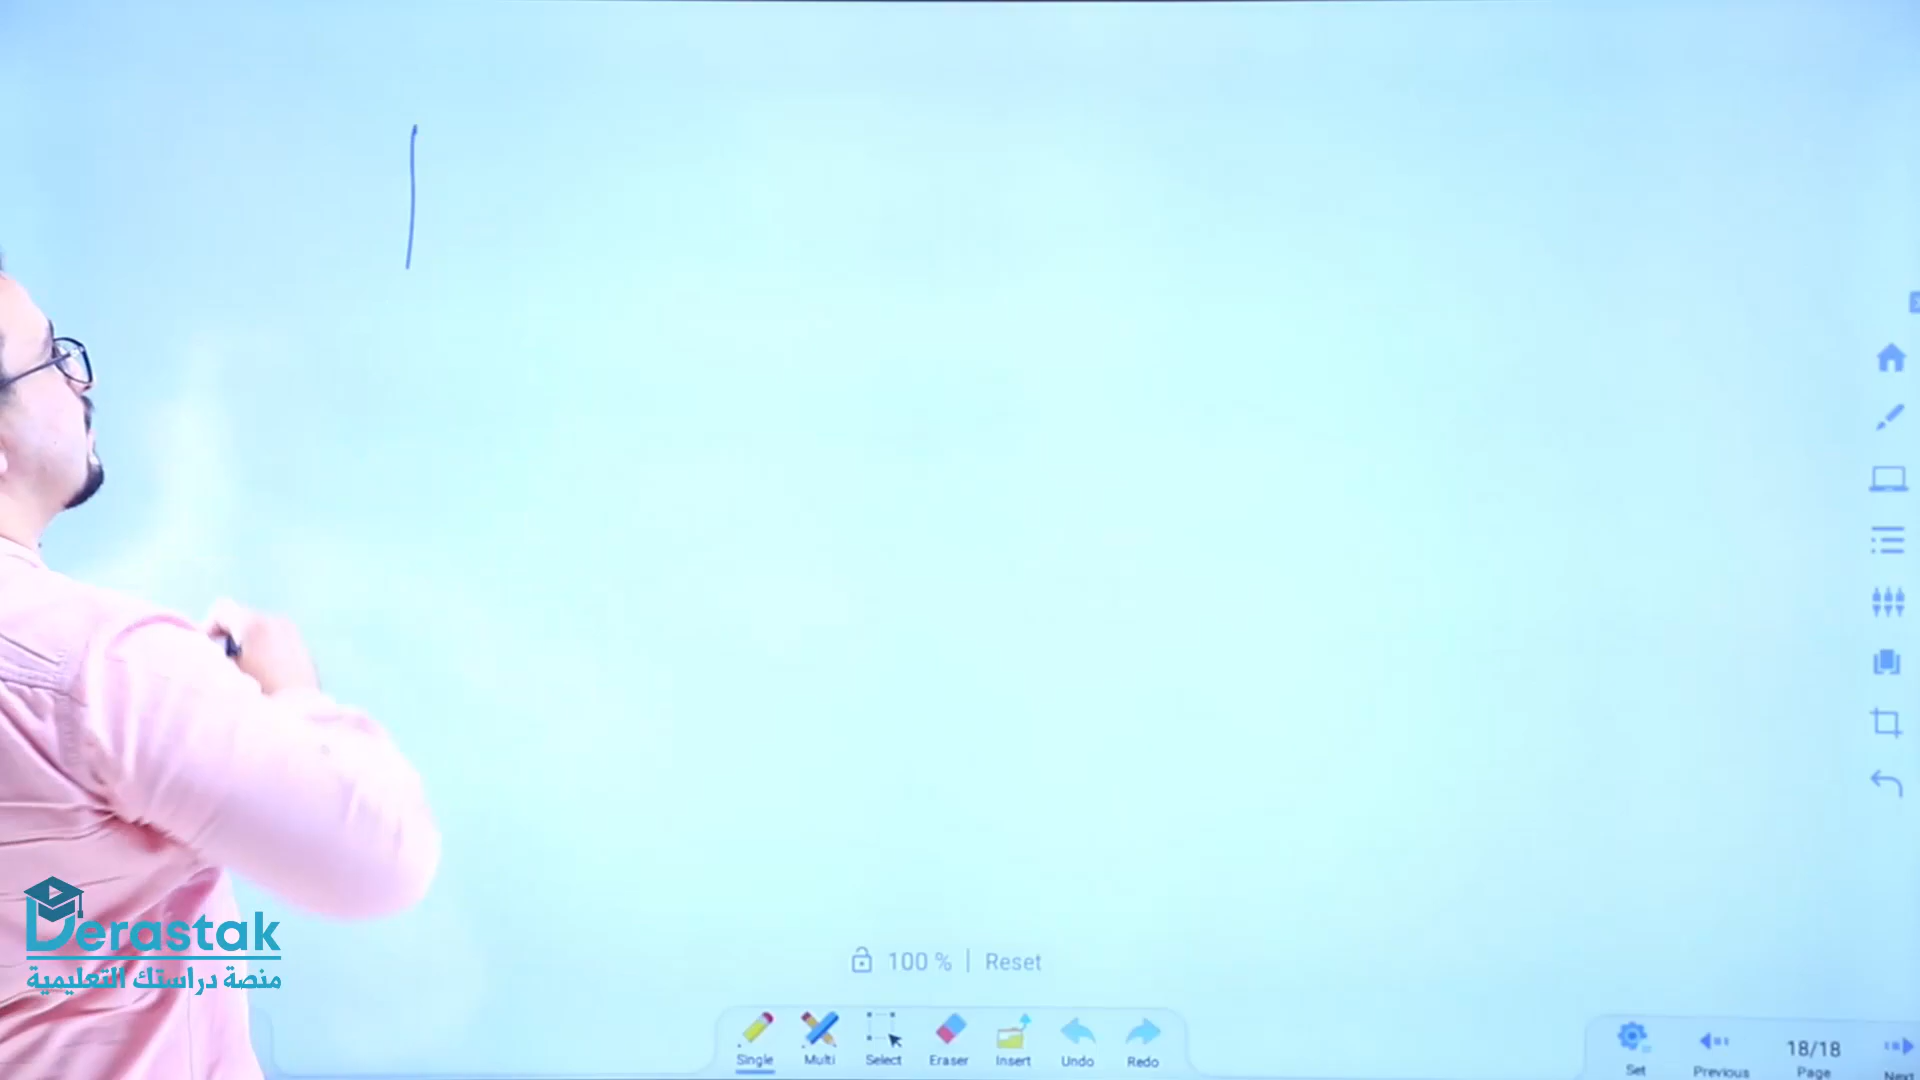 100 % | Reset
Single Multi Select Eraser Insert Undo Redo
Set Previous 18/18 Page Next
Derastak
منصة دراستك التعليمية